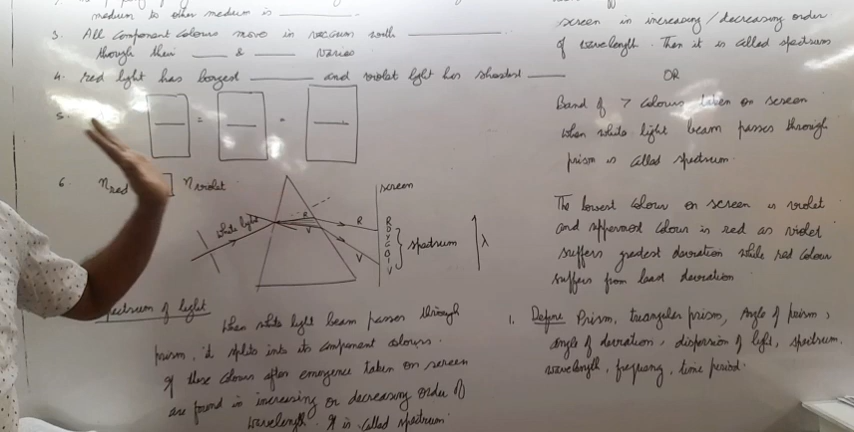 medium to other medium is ________
3. All component colours move in vacuum with ________
through their ____ & ____ varies
4. red light has longest ____ and violet light has shortest ____
5.
= 
6. n red n violet
white light
R
V
R
V
screen
R
O
Y
G
B
I
V
spectrum
λ
spectrum of light
When white light beam passes through
prism, it splits into its component colours.
If these colours after emergence taken on screen
are found in increasing or decreasing order of
wavelength. It is called spectrum
screen in increasing / decreasing order
of wavelength. Then it is called spectrum
OR
Band of 7 colours taken on screen
when white light beam passes through
prism is called spectrum.
The lowest colour on screen is violet
and uppermost colour is red as violet
suffers greatest deviation while red colour
suffers from least deviation
1. Define Prism, triangular prism, Angle of prism,
angle of deviation, dispersion of light, spectrum,
wavelength, frequency, time period.